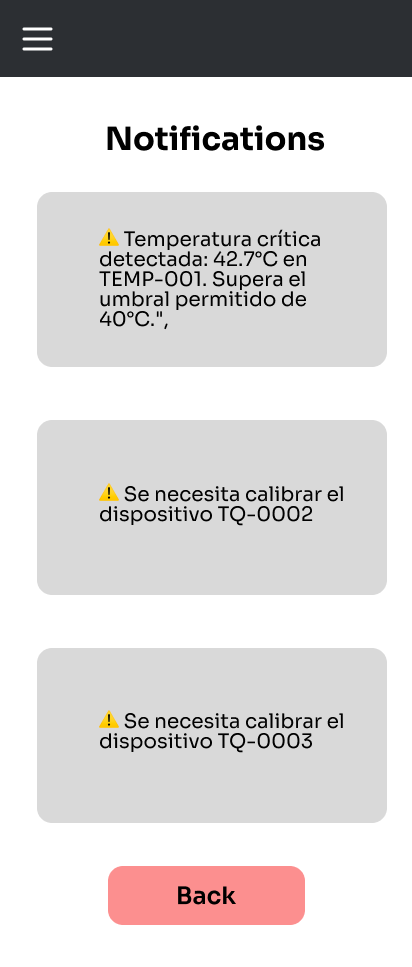 Notifications
⚠️ Temperatura crítica
detectada: 42.7°C en
TEMP-001. Supera el
umbral permitido de
40°C.",
⚠️ Se necesita calibrar el
dispositivo TQ-0002
⚠️ Se necesita calibrar el
dispositivo TQ-0003
Back